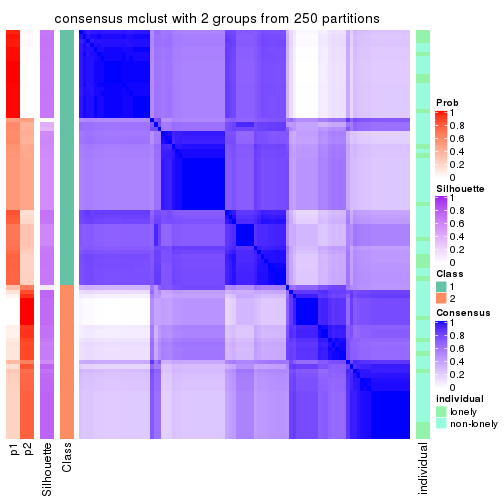 consensus mclust with 2 groups from 250 partitions
Prob
1
0.8
0.6
0.4
0.2
0
Silhouette
1
0.8
0.6
0.4
0.2
0
Class
1
2
Consensus
1
0.8
0.6
0.4
0.2
0
individual
lonely
non-lonely
p1
p2
Silhouette
Class
individual